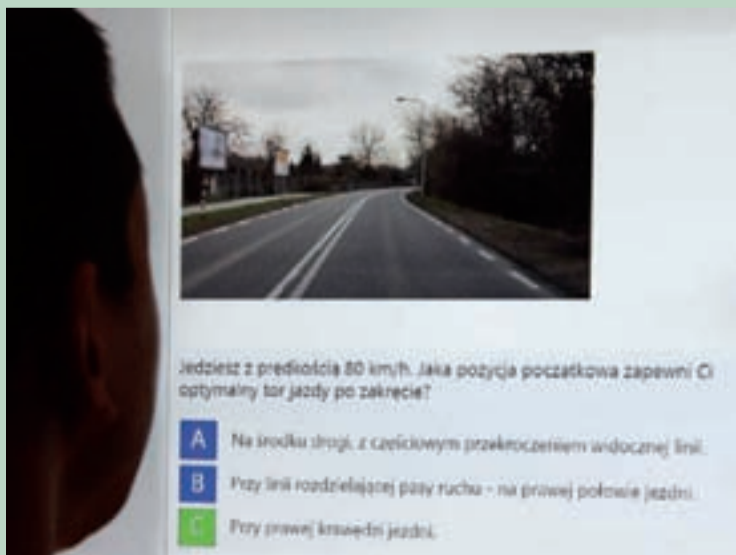 Jedziesz z predkością 80 km/h. Jaka pozycja początkowa zapewni Ci
optymalny tor jazdy po zakręcie?
A Na środku drogi, z częściowym przekroczeniem widocznej linii.
B Przy linii rozdzielającej pasy ruchu - na prawej połowie jezdni.
C Przy prawej krawędzi jezdni.